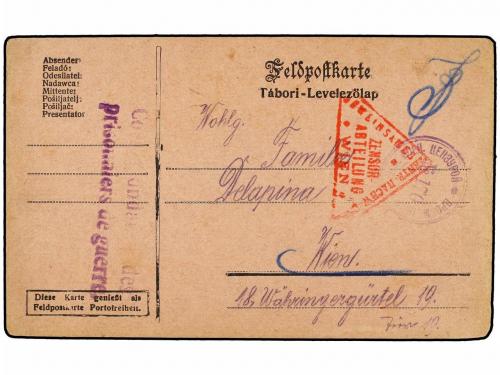 Absender:
Feladó:
Odesílatel:
Nadawca:
Mittente:
Pošiljatelj:
Pošiljač:
Presentator
Feldpostkarte
Tábori-Levelezőlap
Prisonniers de guerre
ZENSUR
ABTEILUNG
WIEN
Wohlg.
Familie
Delapina
Wien.
18. Währingergürtel 19.
Diese Karte genießt als
Feldpostkarte Portofreiheit.